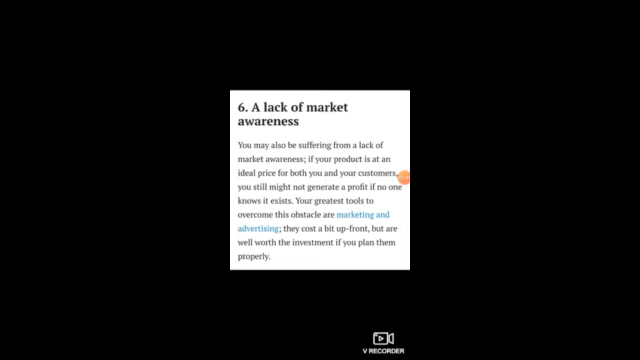 6. A lack of market
awareness
You may also be suffering from a lack of
market awareness; if your product is at an
ideal price for both you and your customers,
you still might not generate a profit if no one
knows it exists. Your greatest tools to
overcome this obstacle are marketing and
advertising; they cost a bit up-front, but are
well worth the investment if you plan them
properly.
V RECORDER